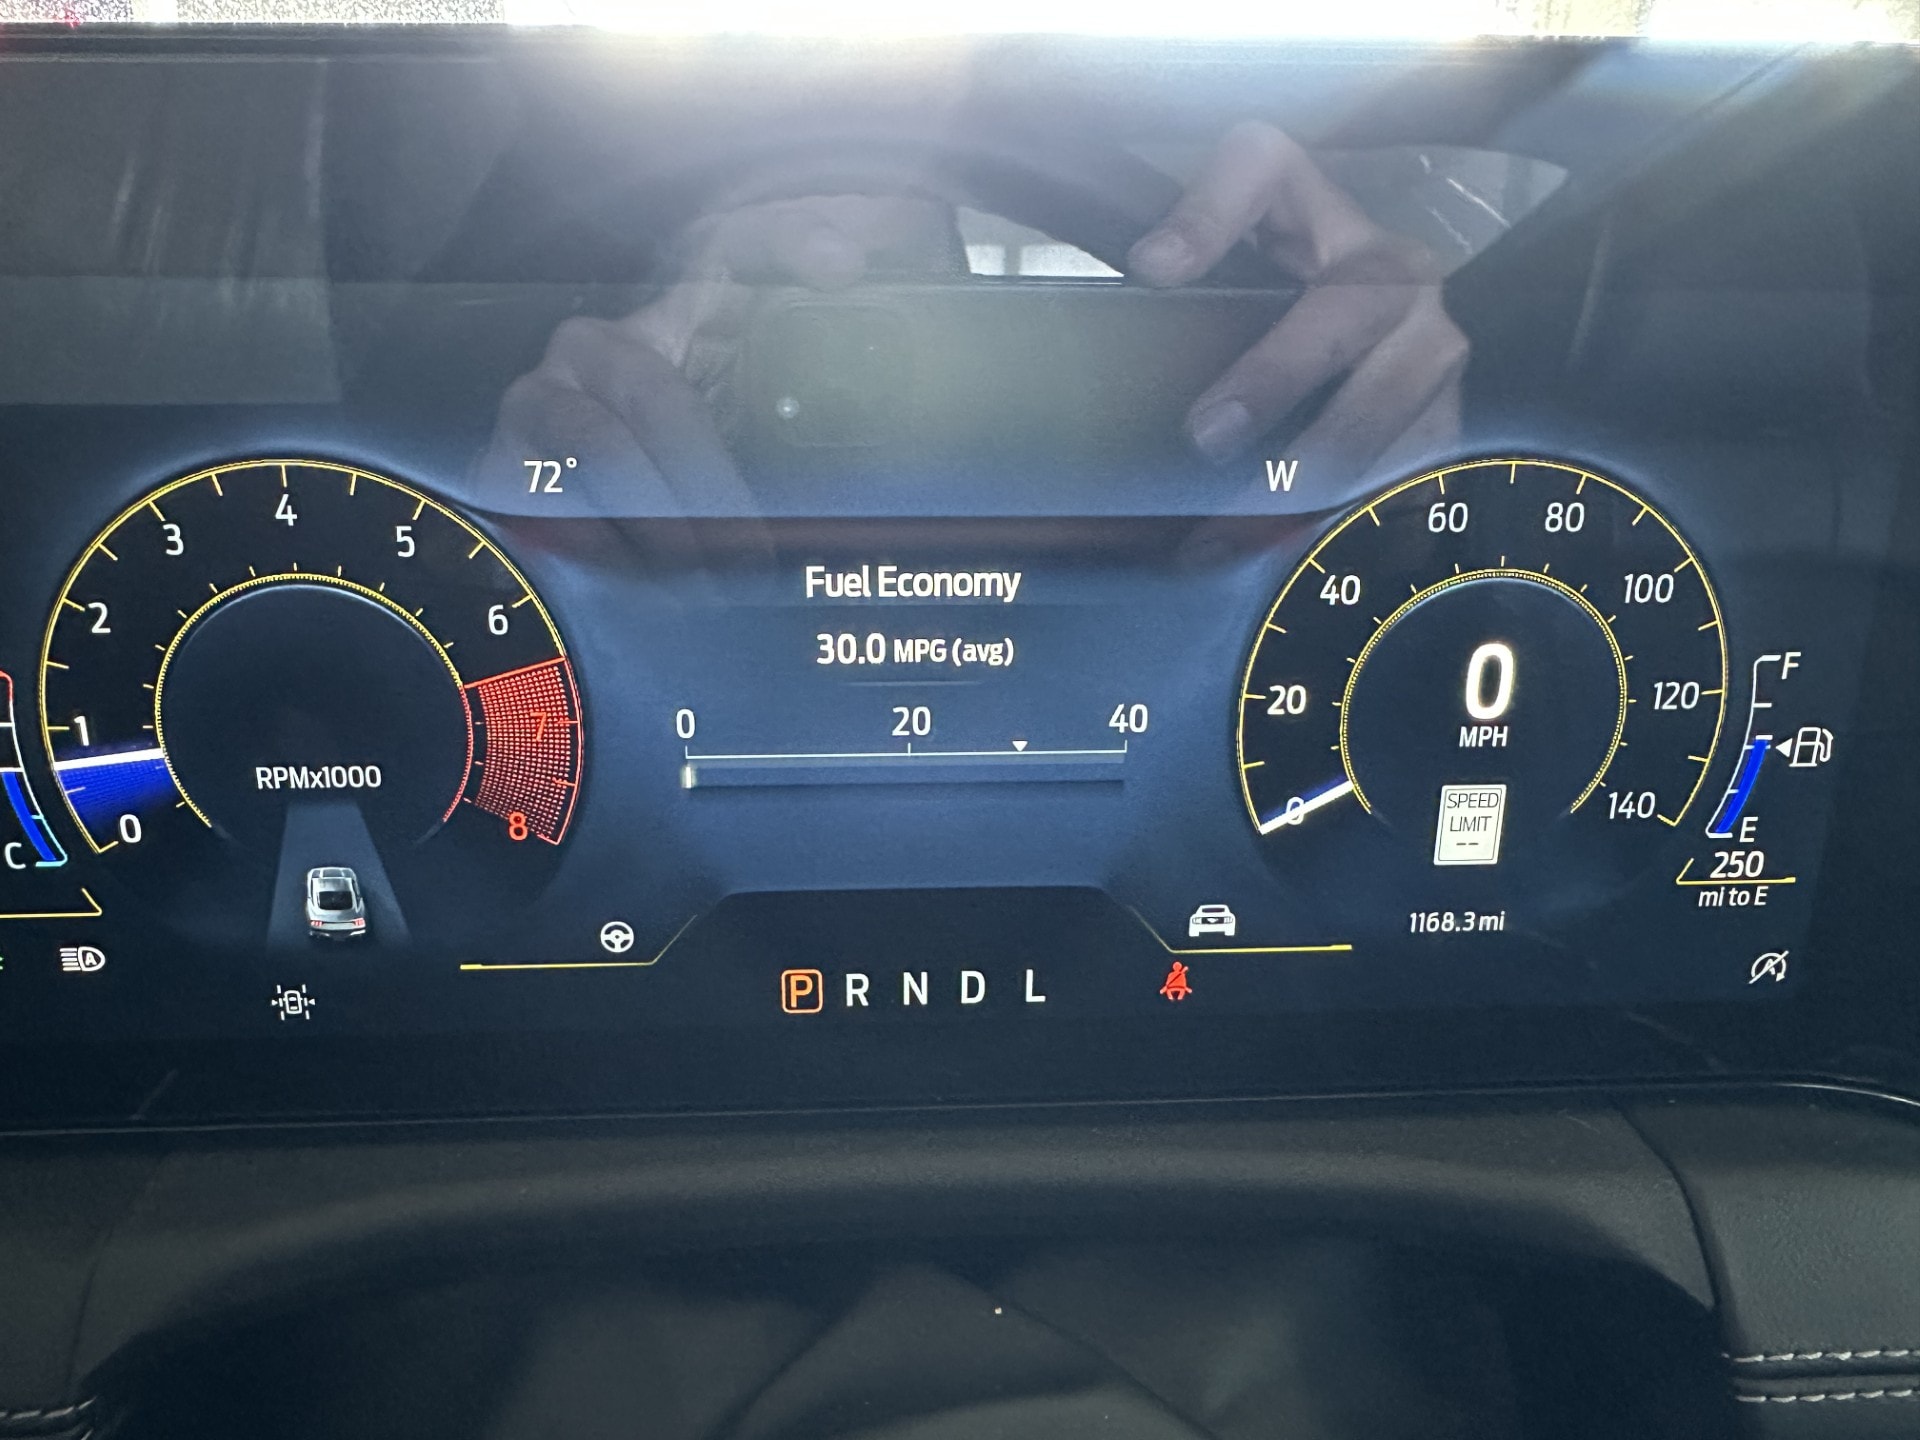 72° W
Fuel Economy
30.0 MPG (avg)
0 20 40
0 1 2 3 4 5 6 7 8
RPMx1000
0 20 40 60 80 100 120 140
0
MPH
SPEED
LIMIT
--
F
E
250
mi to E
1168.3 mi
C
A
P R N D L
A